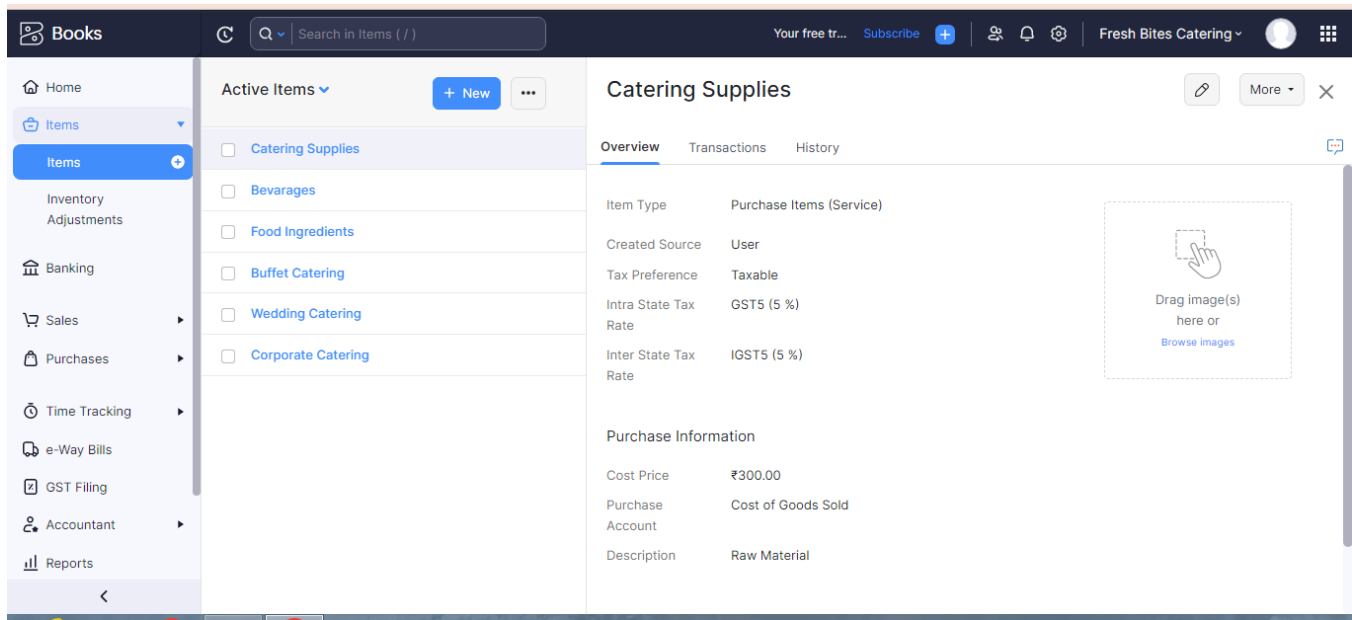 Books
Search in Items ( / )
Your free tr... Subscribe
Fresh Bites Catering
Home
Items
Items
Inventory
Adjustments
Banking
Sales
Purchases
Time Tracking
e-Way Bills
GST Filing
Accountant
Reports
Active Items
+ New
Catering Supplies
Bevarages
Food Ingredients
Buffet Catering
Wedding Catering
Corporate Catering
Catering Supplies
More
Overview Transactions History
Item Type Purchase Items (Service)
Created Source User
Tax Preference Taxable
Intra State Tax GST5 (5 %)
Rate
Inter State Tax IGST5 (5 %)
Rate
Drag image(s)
here or
Browse images
Purchase Information
Cost Price ₹300.00
Purchase Cost of Goods Sold
Account
Description Raw Material